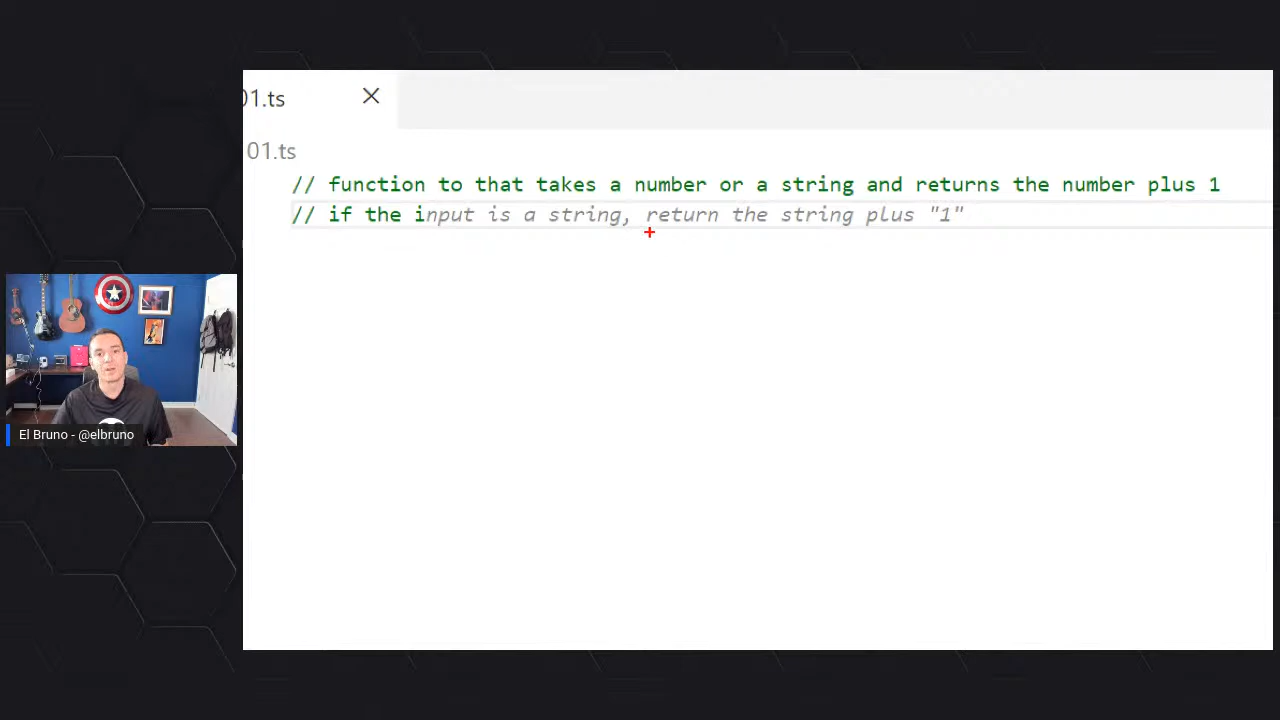 01.ts
01.ts
// function to that takes a number or a string and returns the number plus 1
// if the input is a string, return the string plus "1"
El Bruno - @elbruno